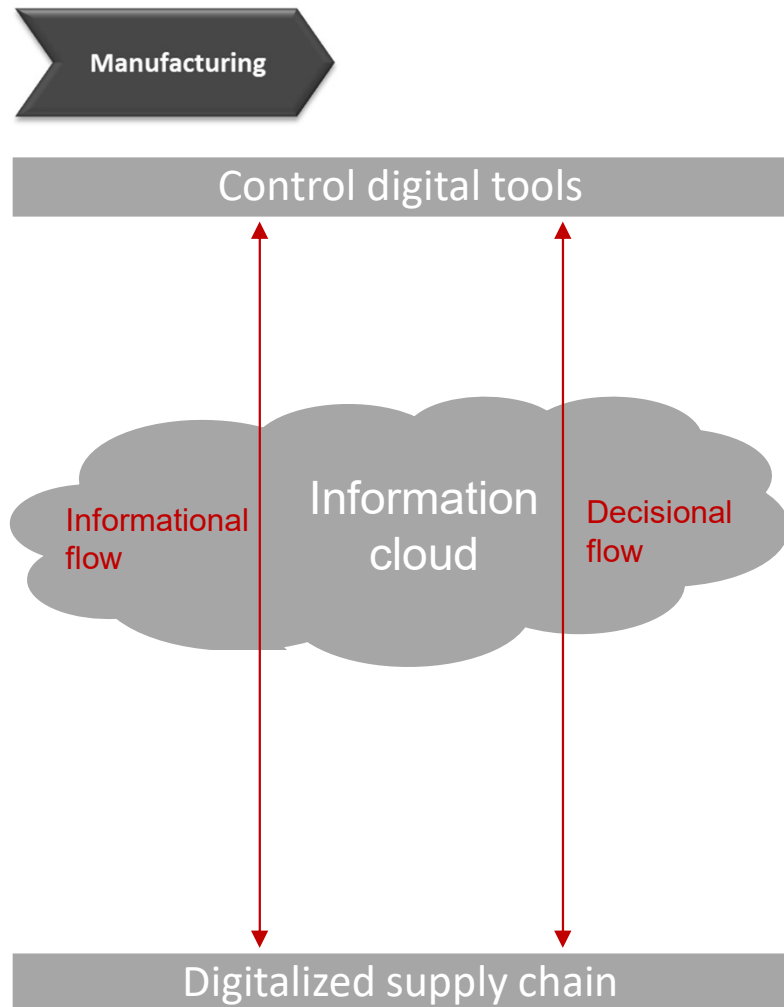 Manufacturing
Control digital tools
Informational
flow
Information
cloud
Decisional
flow
Digitalized supply chain